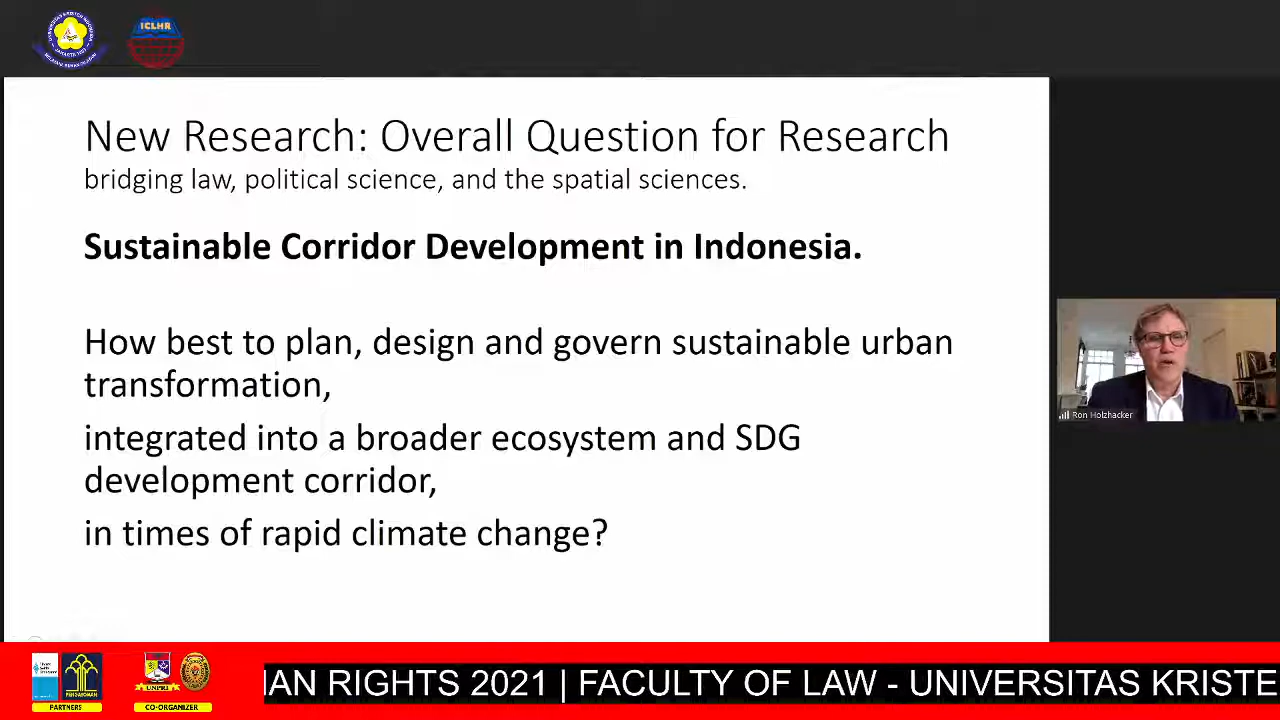 ICLHR
New Research: Overall Question for Research
bridging law, political science, and the spatial sciences.
Sustainable Corridor Development in Indonesia.
How best to plan, design and govern sustainable urban
transformation,
integrated into a broader ecosystem and SDG
development corridor,
in times of rapid climate change?
Ron Holzhacker
PENGAYOMAN
UNPRI
PARTNERS
CO-ORGANIZER
IAN RIGHTS 2021 | FACULTY OF LAW - UNIVERSITAS KRISTE